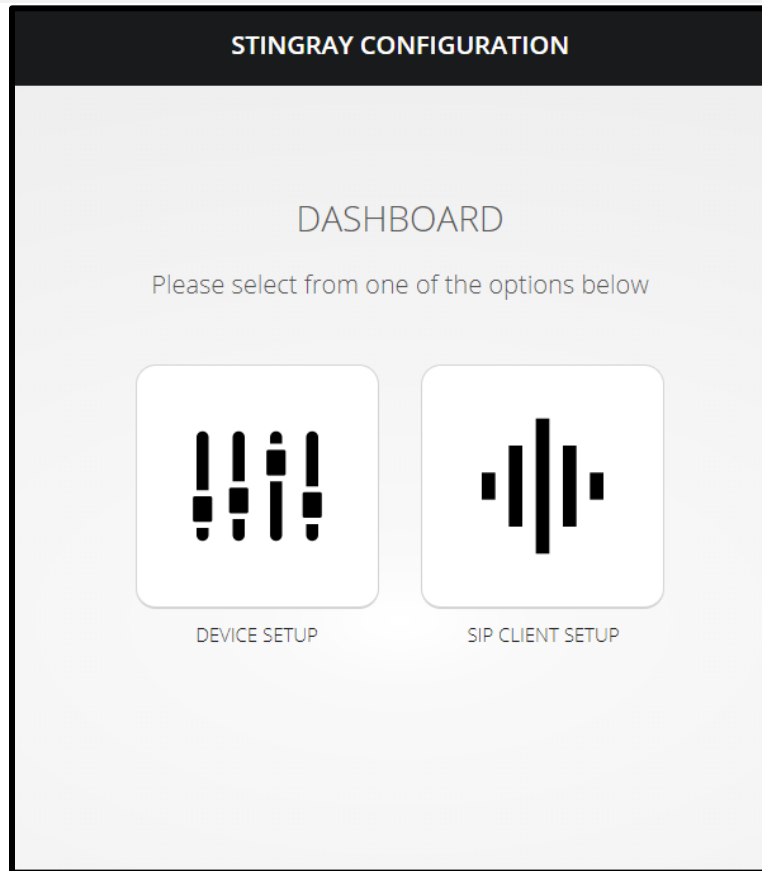 STINGRAY CONFIGURATION
DASHBOARD
Please select from one of the options below
DEVICE SETUP
SIP CLIENT SETUP